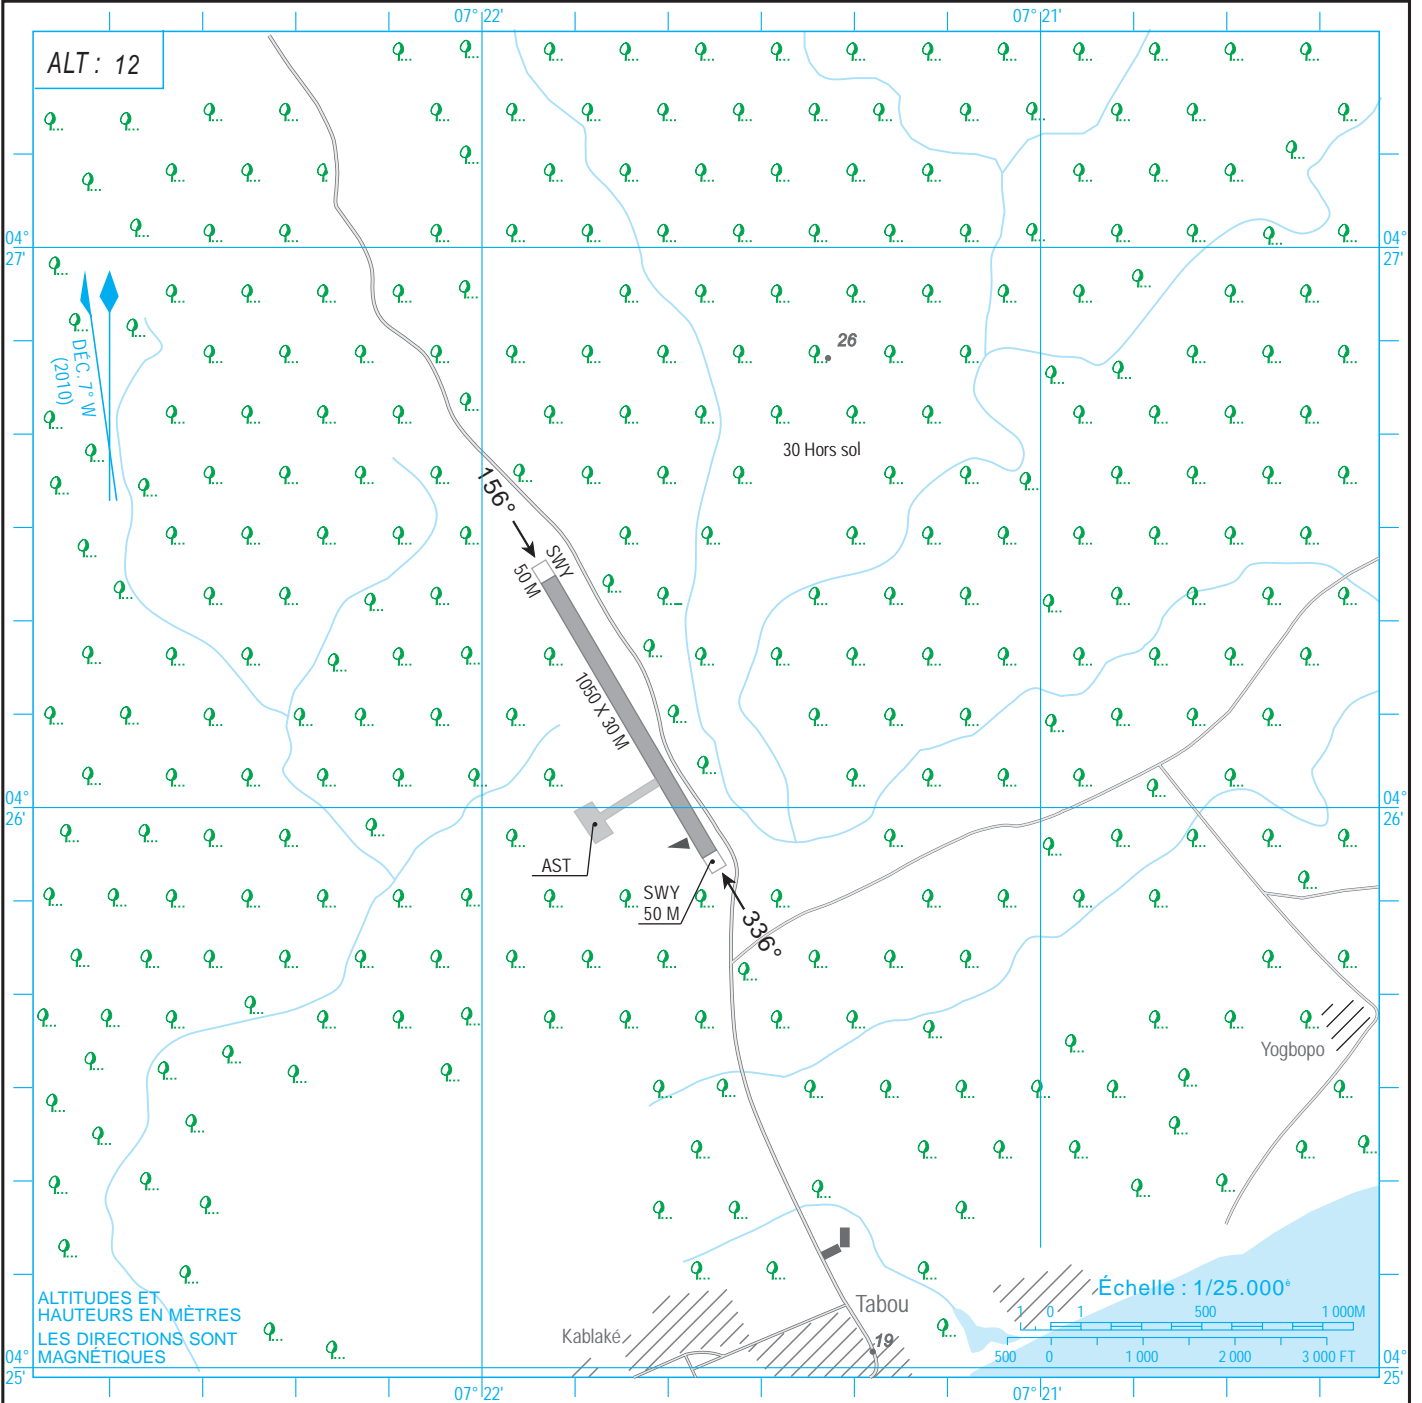 07° 22'
07° 21'
ALT : 12
04°
27'
04°
27'
DÉC. 7° W
(2010)
26
30 Hors sol
156°
SWY
50 M
1050 X 30 M
04°
26'
04°
26'
AST
SWY
50 M
336°
Yogbopo
ALTITUDES ET
HAUTEURS EN MÈTRES
LES DIRECTIONS SONT
MAGNÉTIQUES
Échelle : 1/25.000è
1 0 1 500 1 000M
500 0 1 000 2 000 3 000 FT
Tabou
Kablaké
19
04°
25'
04°
25'
07° 22'
07° 21'